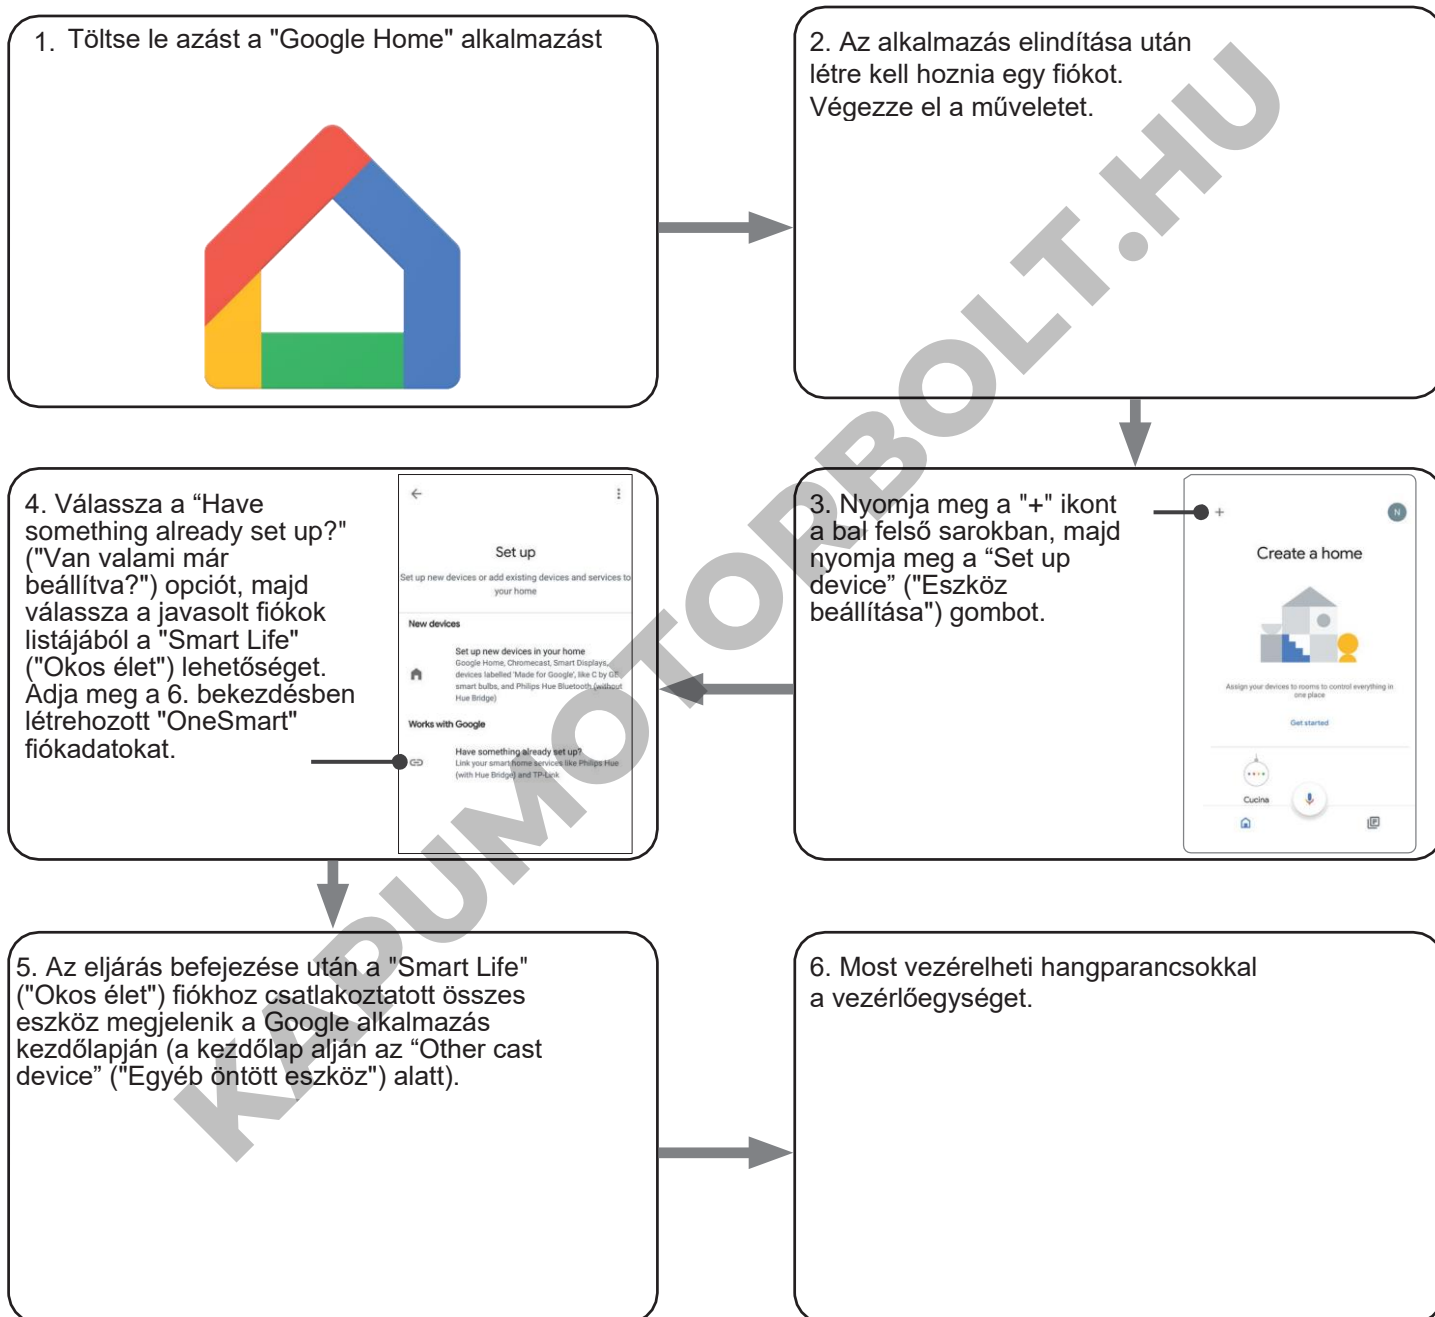 1. Töltse le azást a "Google Home" alkalmazást
2. Az alkalmazás elindítása után
létre kell hoznia egy fiókot.
Végezze el a műveletet.
3. Nyomja meg a "+" ikont
a bal felső sarokban, majd
nyomja meg a “Set up
device” ("Eszköz
beállítása") gombot.
+
N
Create a home
Assign your devices to rooms to control everything in
one place
Get started
Cucina
4. Válassza a “Have
something already set up?"
("Van valami már
beállítva?") opciót, majd
válassza a javasolt fiókok
listájából a "Smart Life"
("Okos élet") lehetőséget.
Adja meg a 6. bekezdésben
létrehozott "OneSmart"
fiókadatokat.
Set up
Set up new devices or add existing devices and services to
your home
New devices
Set up new devices in your home
Google Home, Chromecast, Smart Displays,
devices labelled 'Made for Google', like C by GE
smart bulbs, and Philips Hue Bluetooth (without
Hue Bridge)
Works with Google
Have something already set up?
Link your smart home services like Philips Hue
(with Hue Bridge) and TP-Link
5. Az eljárás befejezése után a "Smart Life"
("Okos élet") fiókhoz csatlakoztatott összes
eszköz megjelenik a Google alkalmazás
kezdőlapján (a kezdőlap alján az “Other cast
device” ("Egyéb öntött eszköz") alatt).
6. Most vezérelheti hangparancsokkal
a vezérlőegységet.
KAPUMOTORBOLT.HU